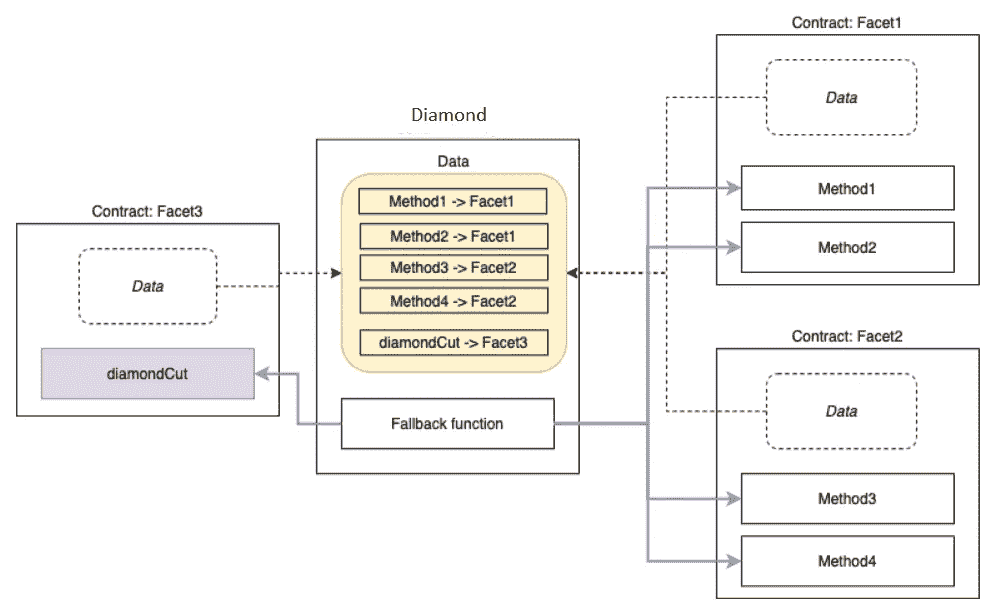 Contract: Facet3
Data
diamondCut
Diamond
Data
Method1 -> Facet1
Method2 -> Facet1
Method3 -> Facet2
Method4 -> Facet2
diamondCut -> Facet3
Fallback function
Contract: Facet1
Data
Method1
Method2
Contract: Facet2
Data
Method3
Method4